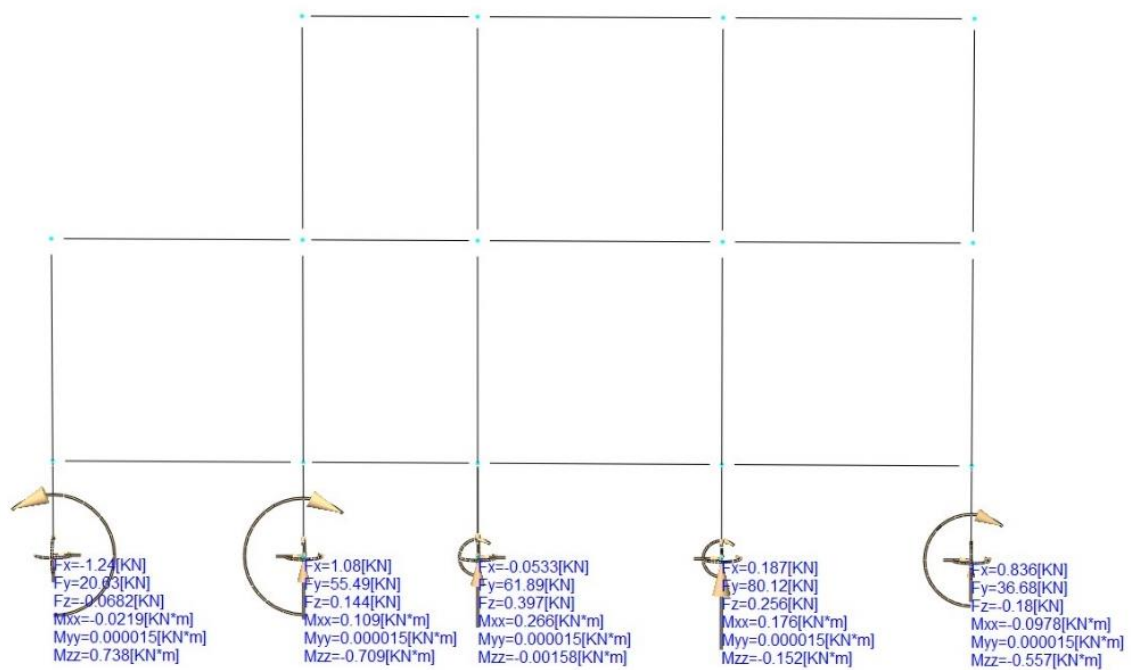 Fx=-1.24[KN]
Fy=20.63[KN]
Fz=-0.0682[KN]
Mxx=-0.0219[KN*m]
Myy=0.000015[KN*m]
Mzz=0.738[KN*m]
Fx=1.08[KN]
Fy=55.49[KN]
Fz=0.144[KN]
Mxx=0.109[KN*m]
Myy=0.000015[KN*m]
Mzz=-0.709[KN*m]
Fx=-0.0533[KN]
Fy=61.89[KN]
Fz=0.397[KN]
Mxx=0.266[KN*m]
Myy=0.000015[KN*m]
Mzz=-0.00158[KN*m]
Fx=0.187[KN]
Fy=80.12[KN]
Fz=0.256[KN]
Mxx=0.176[KN*m]
Myy=0.000015[KN*m]
Mzz=-0.152[KN*m]
Fx=0.836[KN]
Fy=36.68[KN]
Fz=-0.18[KN]
Mxx=-0.0978[KN*m]
Myy=0.000015[KN*m]
Mzz=-0.557[KN*m]